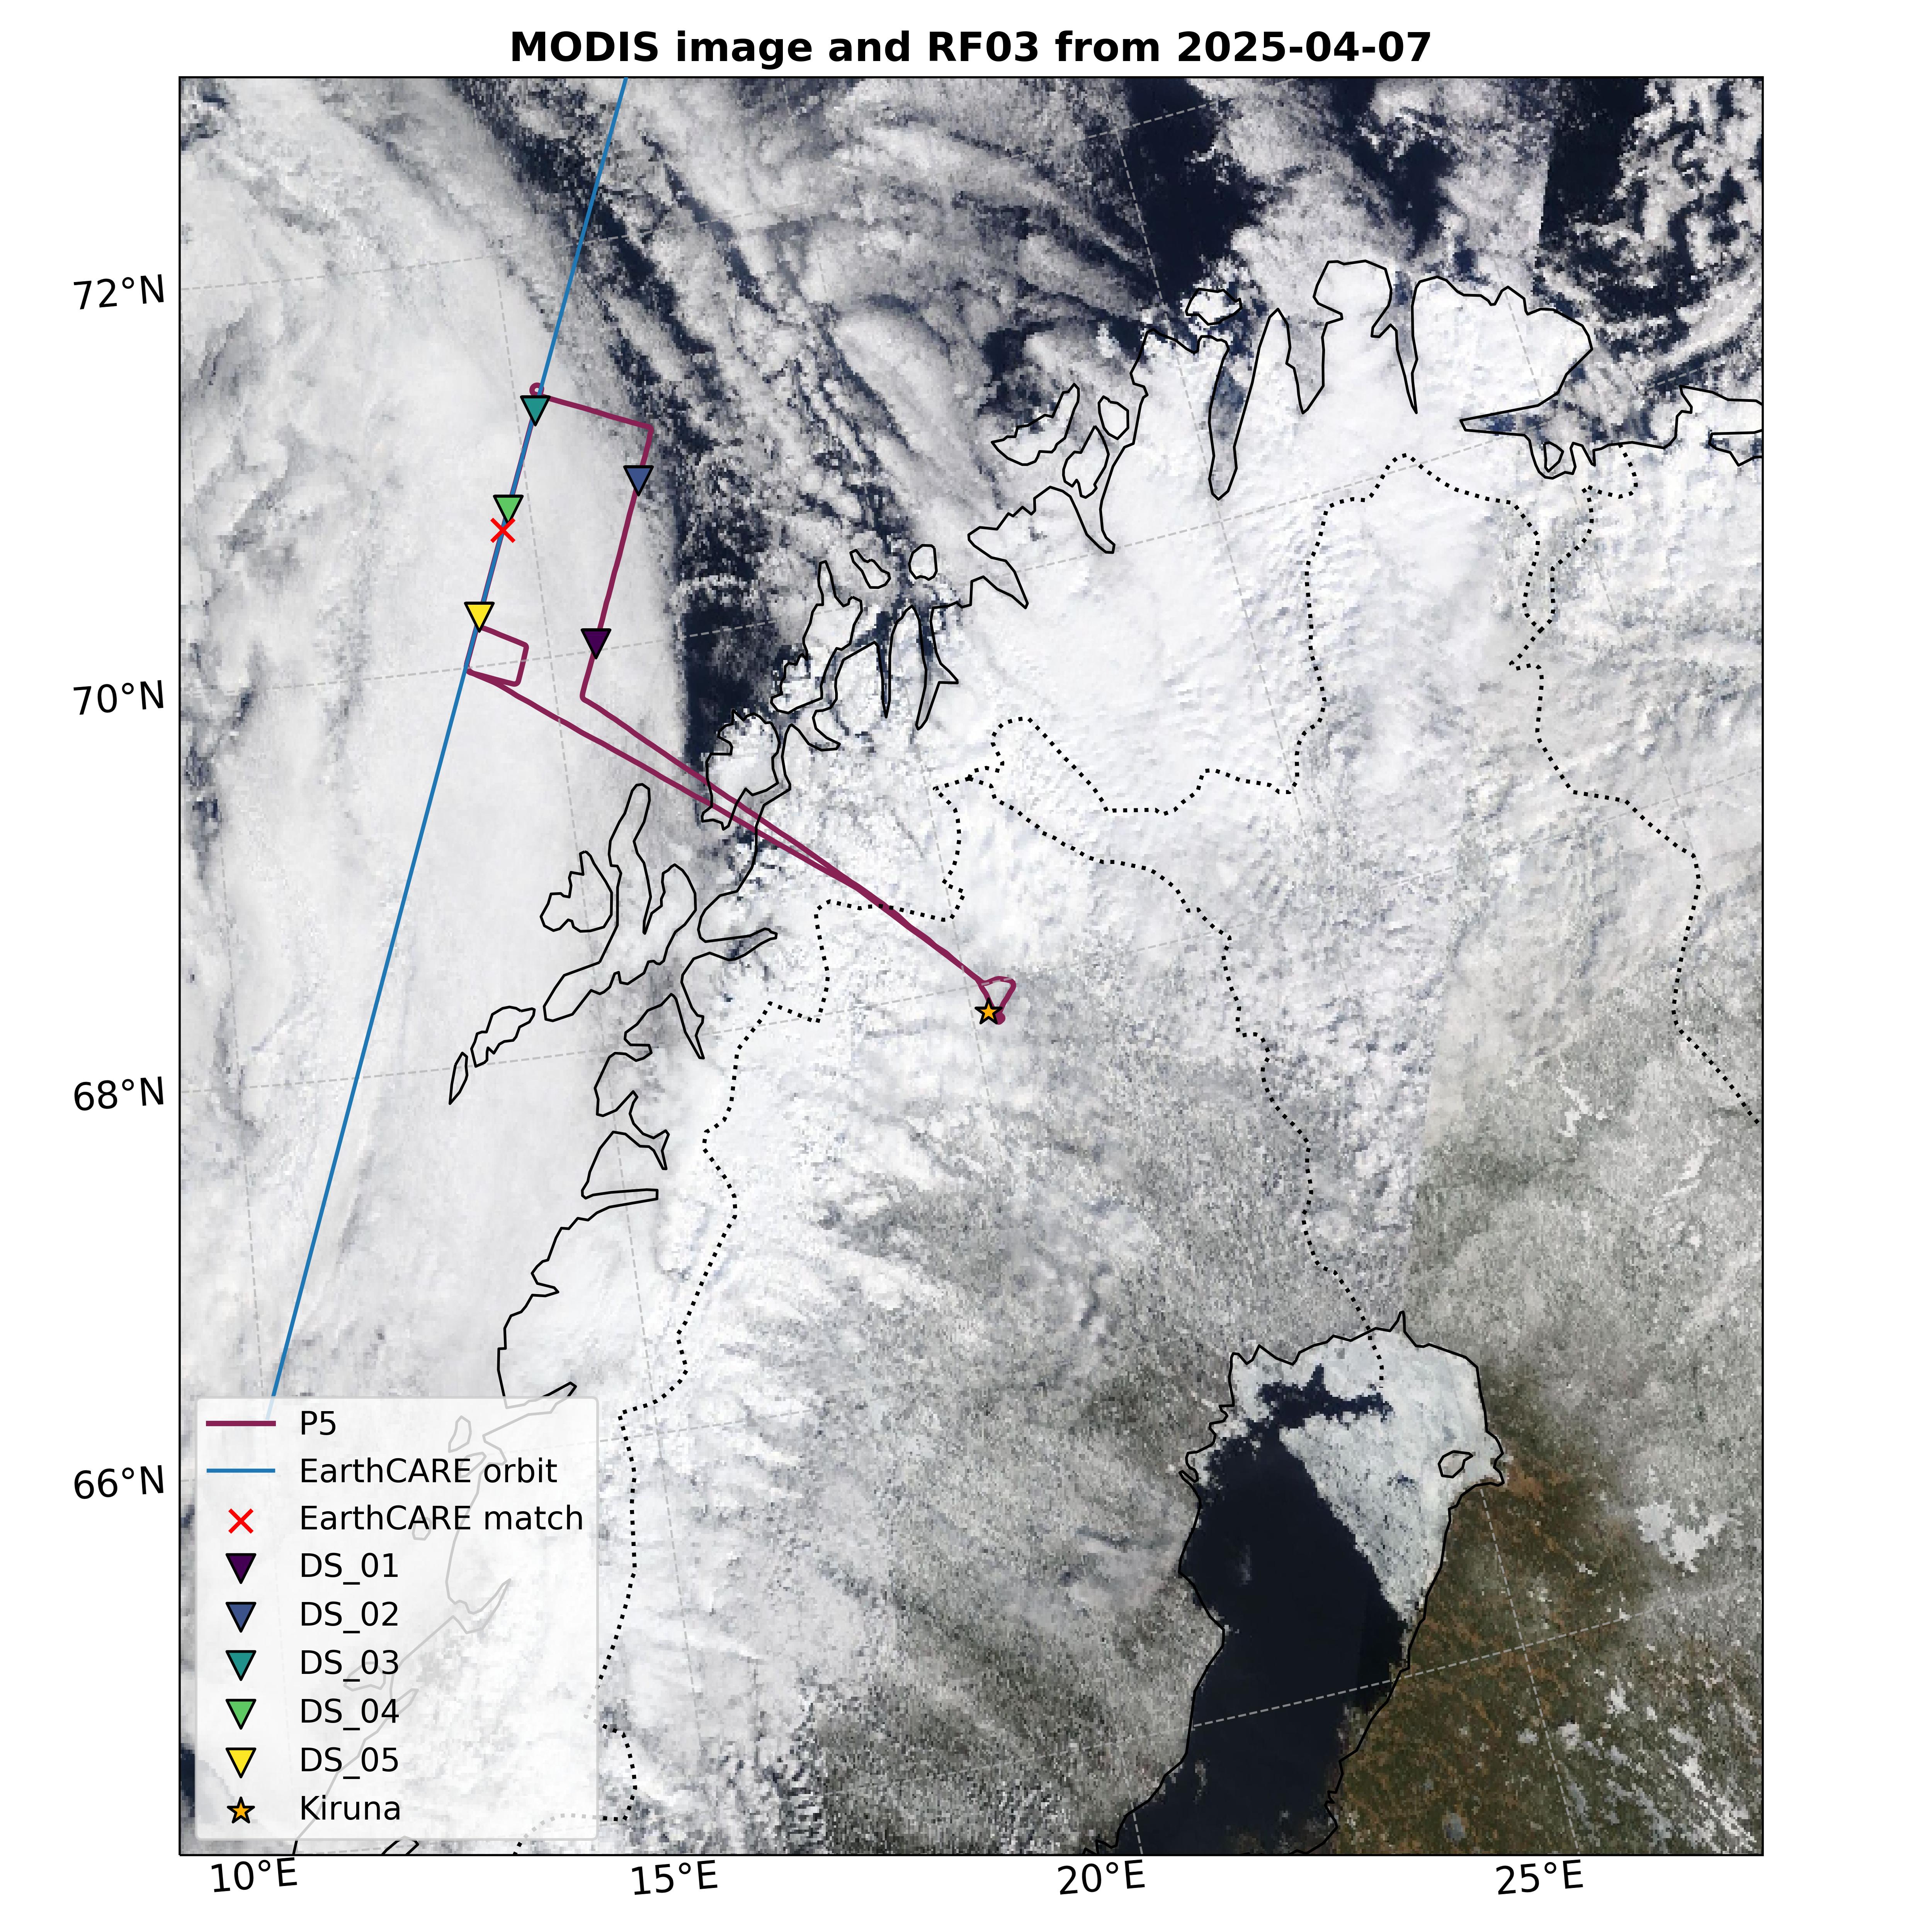 MODIS image and RF03 from 2025-04-07
72°N
70°N
68°N
66°N
P5
EarthCARE orbit
EarthCARE match
DS_01
DS_02
DS_03
DS_04
DS_05
Kiruna
10°E
15°E
20°E
25°E